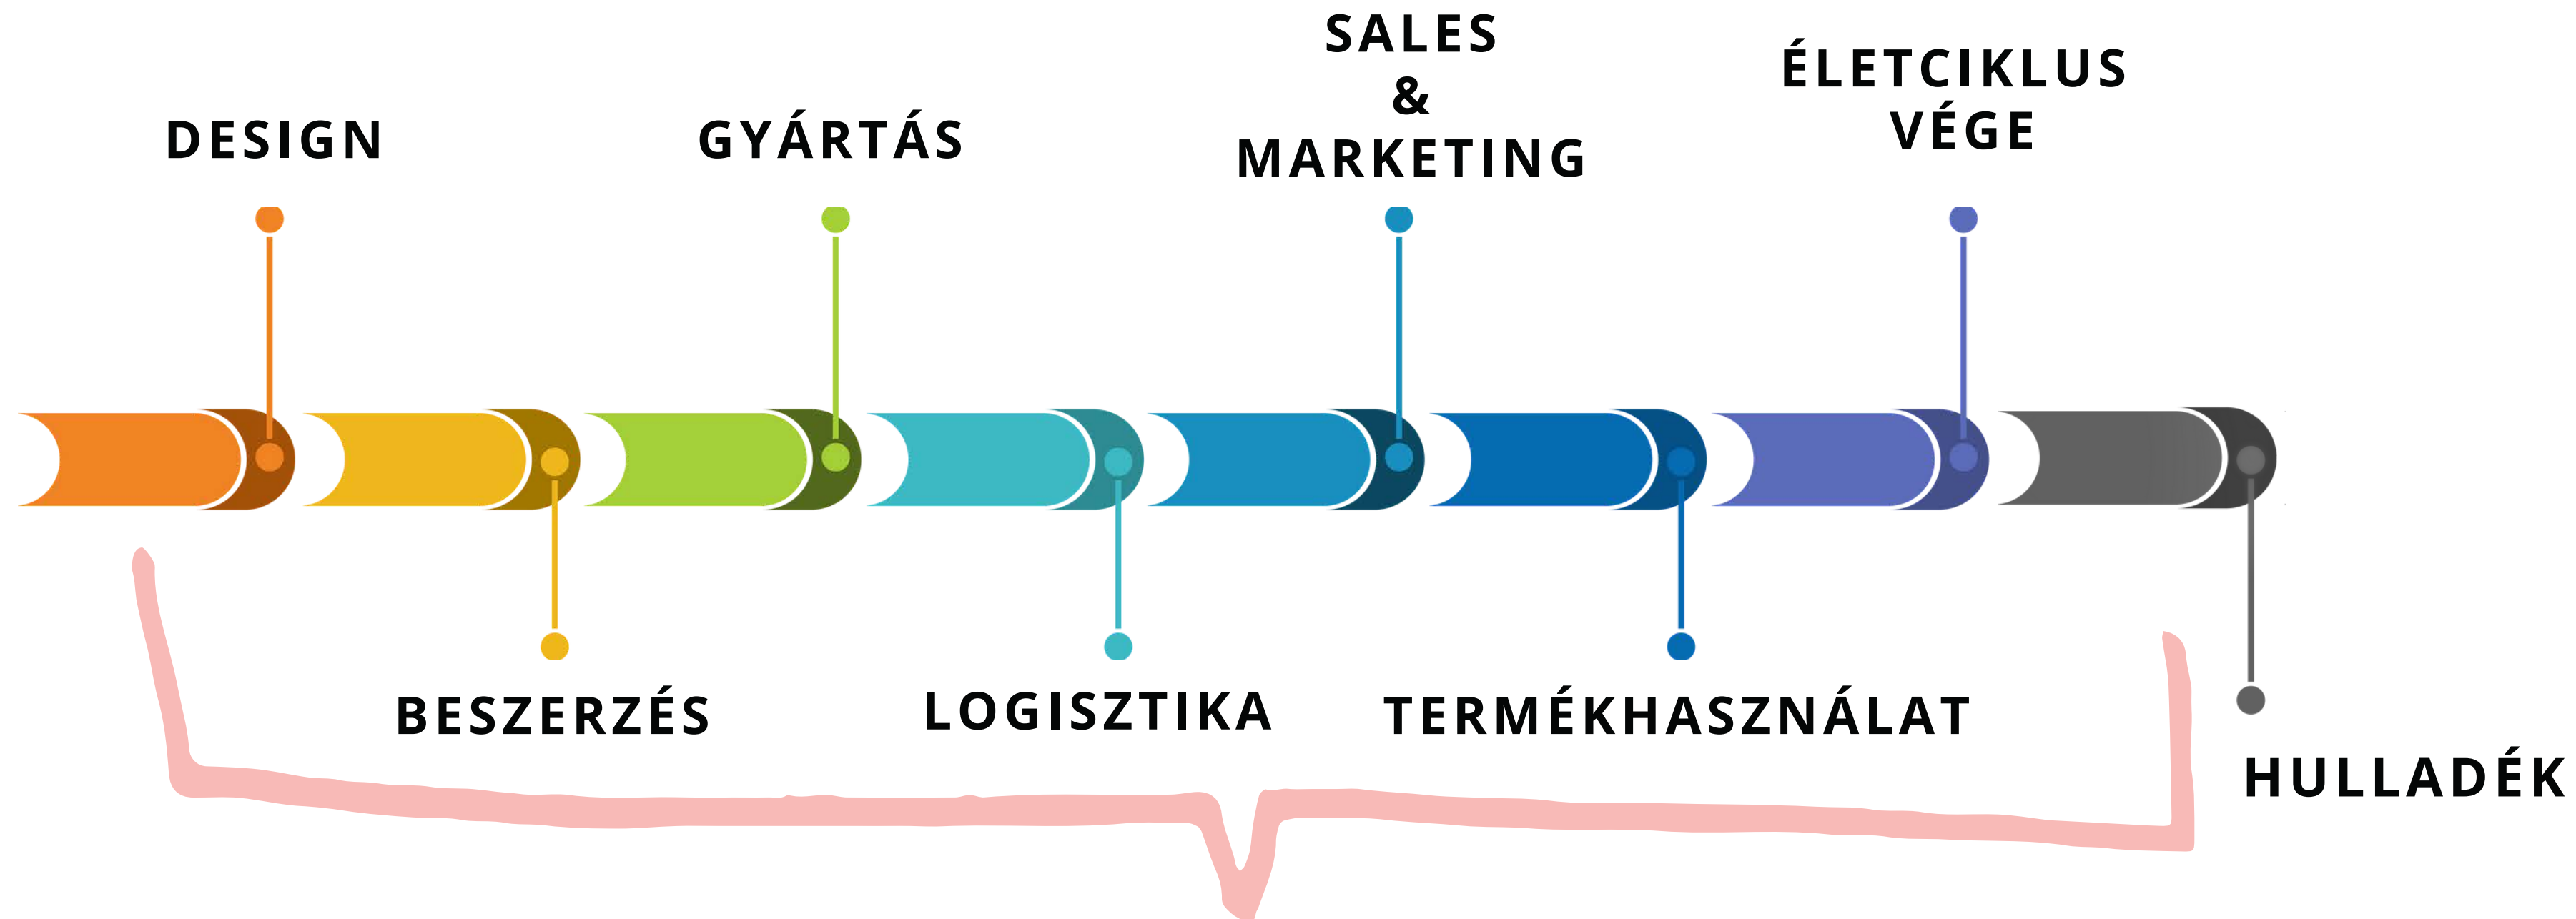 DESIGN
GYÁRTÁS
SALES
&
MARKETING
ÉLETCIKLUS
VÉGE
BESZERZÉS
LOGISZTIKA
TERMÉKHASZNÁLAT
HULLADÉK